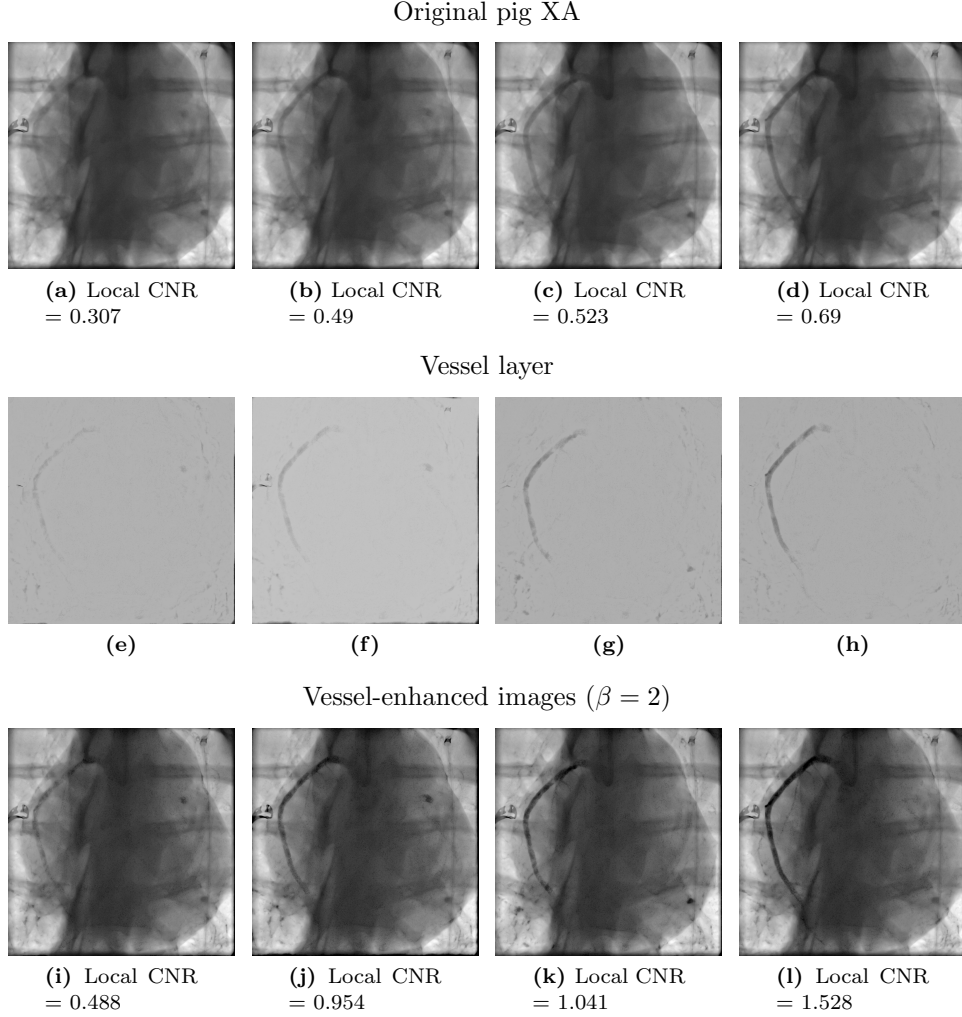 Original pig XA
(a) Local CNR
= 0.307
(b) Local CNR
= 0.49
(c) Local CNR
= 0.523
(d) Local CNR
= 0.69
Vessel layer
(e)
(f)
(g)
(h)
Vessel-enhanced images (β = 2)
(i) Local CNR
= 0.488
(j) Local CNR
= 0.954
(k) Local CNR
= 1.041
(l) Local CNR
= 1.528